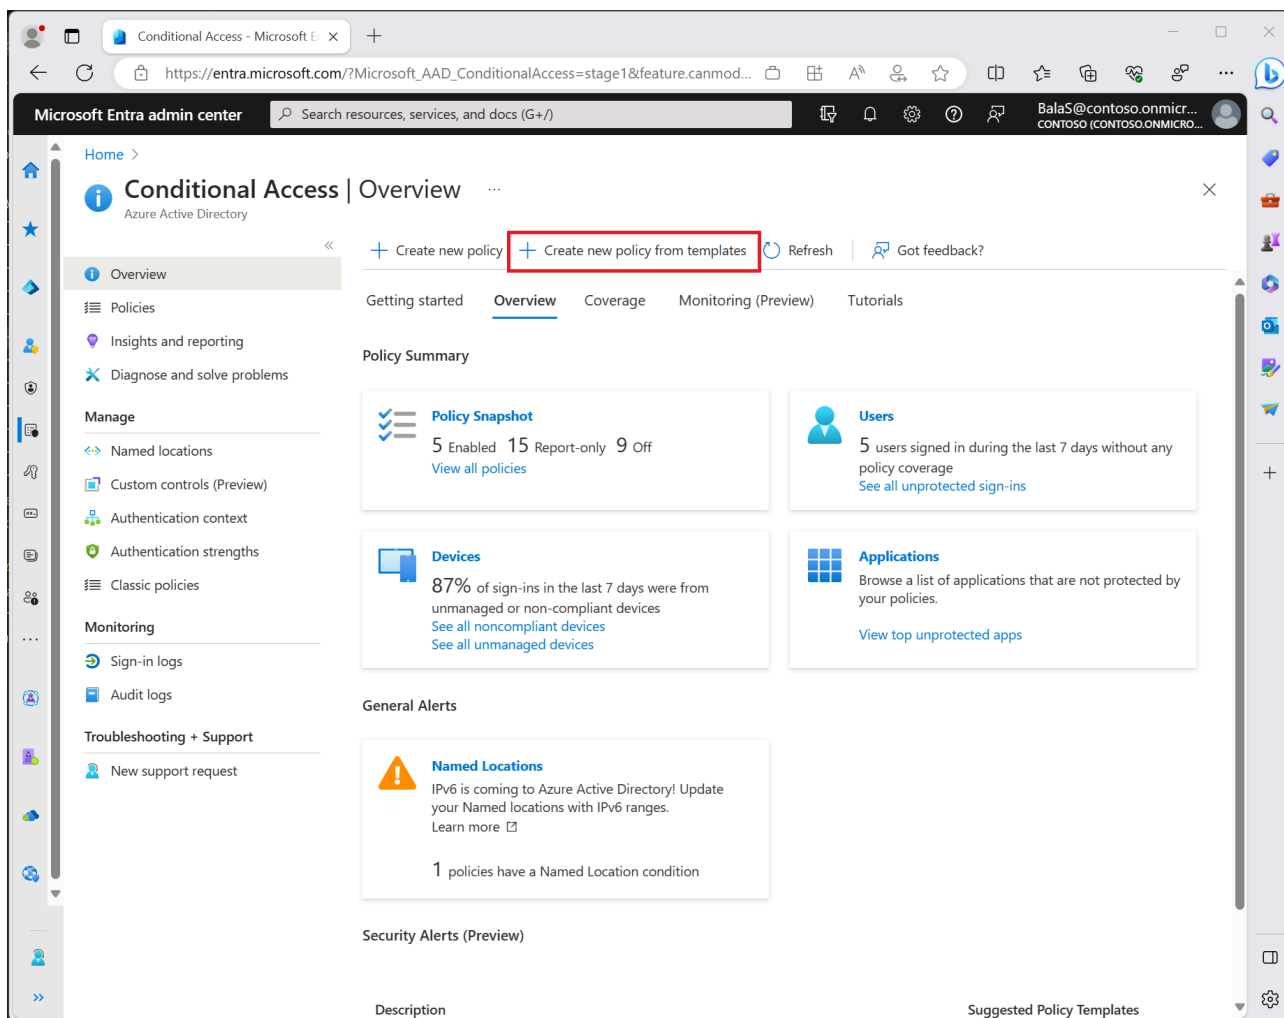 Conditional Access - Microsoft E
https://entra.microsoft.com/?Microsoft_AAD_ConditionalAccess=stage1&feature.canmod...
Microsoft Entra admin center
Search resources, services, and docs (G+/)
BalaS@contoso.onmicr...
CONTOSO (CONTOSO.ONMICRO...
Home >
Conditional Access | Overview ...
Azure Active Directory
Create new policy
Create new policy from templates
Refresh
Got feedback?
Overview
Policies
Insights and reporting
Diagnose and solve problems
Manage
Named locations
Custom controls (Preview)
Authentication context
Authentication strengths
Classic policies
Monitoring
Sign-in logs
Audit logs
Troubleshooting + Support
New support request
Getting started
Overview
Coverage
Monitoring (Preview)
Tutorials
Policy Summary
Policy Snapshot
5 Enabled 15 Report-only 9 Off
View all policies
Users
5 users signed in during the last 7 days without any
policy coverage
See all unprotected sign-ins
Devices
87% of sign-ins in the last 7 days were from
unmanaged or non-compliant devices
See all noncompliant devices
See all unmanaged devices
Applications
Browse a list of applications that are not protected by
your policies.
View top unprotected apps
General Alerts
Named Locations
IPv6 is coming to Azure Active Directory! Update
your Named locations with IPv6 ranges.
Learn more
1 policies have a Named Location condition
Security Alerts (Preview)
Description
Suggested Policy Templates